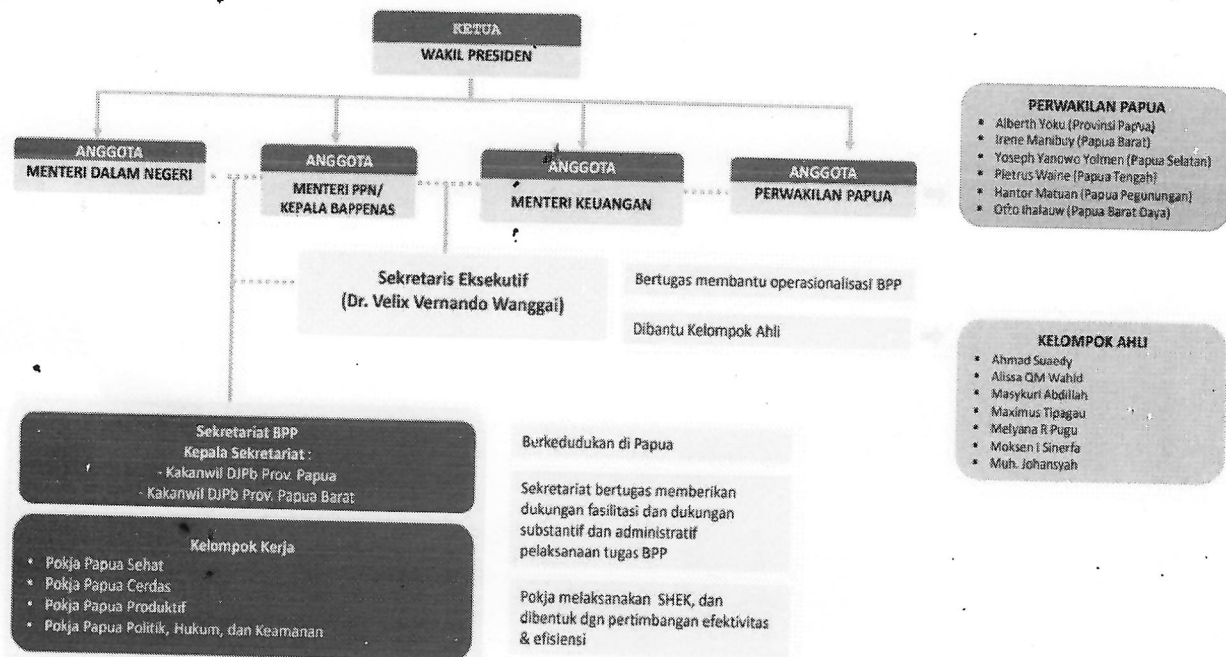 KETUA
WAKIL PRESIDEN
ANGGOTA
MENTERI DALAM NEGERI
ANGGOTA
MENTERI PPN/
KEPALA BAPPENAS
ANGGOTA
MENTERI KEUANGAN
ANGGOTA
PERWAKILAN PAPUA
PERWAKILAN PAPUA
* Alberth Yoku (Provinsi Papua)
* Irene Manibuy (Papua Barat)
* Yoseph Yanowo Yolmen (Papua Selatan)
* Pietrus Waine (Papua Tengah)
* Hantor Matuan (Papua Pegunungan)
* Otto Ihalauw (Papua Barat Daya)
Sekretaris Eksekutif
(Dr. Velix Vernando Wanggai)
Bertugas membantu operasionalisasi BPP
Dibantu Kelompok Ahli
KELOMPOK AHLI
* Ahmad Suaedy
* Alissa QM Wahid
* Masykuri Abdillah
* Maximus Tipagau
* Melyana R Pugu
* Moksen I Sinerfa
* Muh. Johansyah
Sekretariat BPP
Kepala Sekretariat :
- Kakanwil DJPb Prov. Papua
- Kakanwil DJPb Prov. Papua Barat
Berkedudukan di Papua
Sekretariat bertugas memberikan
dukungan fasilitasi dan dukungan
substantif dan administratif
pelaksanaan tugas BPP
Kelompok Kerja
• Pokja Papua Sehat
• Pokja Papua Cerdas
• Pokja Papua Produktif
• Pokja Papua Politik, Hukum, dan Keamanan
Pokja melaksanakan SHEK, dan
dibentuk dgn pertimbangan efektivitas
& efisiensi